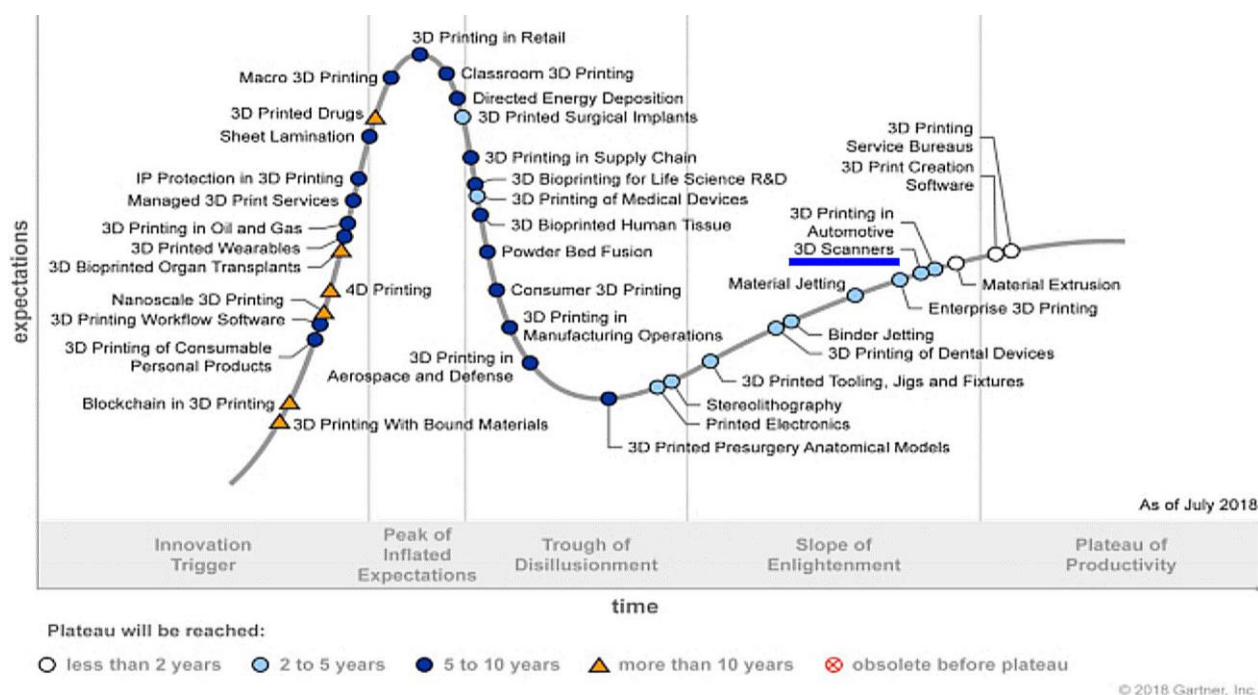 3D Printing in Retail
Macro 3D Printing
Classroom 3D Printing
Directed Energy Deposition
3D Printed Drugs
3D Printed Surgical Implants
Sheet Lamination
3D Printing in Supply Chain
IP Protection in 3D Printing
3D Bioprinting for Life Science R&D
Managed 3D Print Services
3D Printing of Medical Devices
3D Printing in Oil and Gas
3D Bioprinted Human Tissue
3D Printed Wearables
Powder Bed Fusion
3D Bioprinted Organ Transplants
4D Printing
Consumer 3D Printing
Nanoscale 3D Printing
3D Printing Workflow Software
3D Printing in
Manufacturing Operations
3D Printing of Consumable
Personal Products
3D Printing in
Aerospace and Defense
Blockchain in 3D Printing
3D Printing With Bound Materials
3D Printing
Service Bureaus
3D Print Creation
Software
3D Printing in
Automotive
3D Scanners
Material Jetting
Material Extrusion
Enterprise 3D Printing
Binder Jetting
3D Printing of Dental Devices
3D Printed Tooling, Jigs and Fixtures
Stereolithography
Printed Electronics
3D Printed Presurgery Anatomical Models
expectations
As of July 2018
Innovation
Trigger
Peak of
Inflated
Expectations
Trough of
Disillusionment
Slope of
Enlightenment
Plateau of
Productivity
time
Plateau will be reached:
less than 2 years
2 to 5 years
5 to 10 years
more than 10 years
obsolete before plateau
© 2018 Gartner, Inc